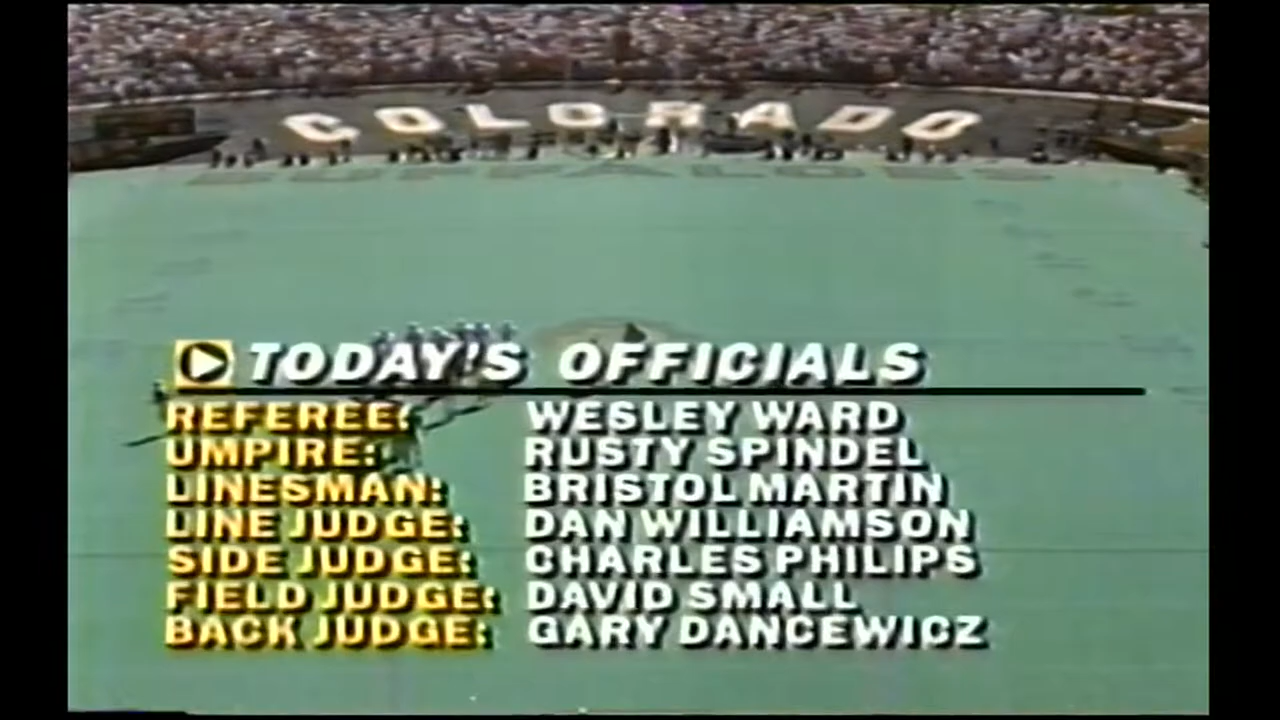 COLORADO
BUFFALOES
TODAY'S OFFICIALS
REFEREE: WESLEY WARD
UMPIRE: RUSTY SPINDEL
LINESMAN: BRISTOL MARTIN
LINE JUDGE: DAN WILLIAMSON
SIDE JUDGE: CHARLES PHILIPS
FIELD JUDGE: DAVID SMALL
BACK JUDGE: GARY DANCEWICZ